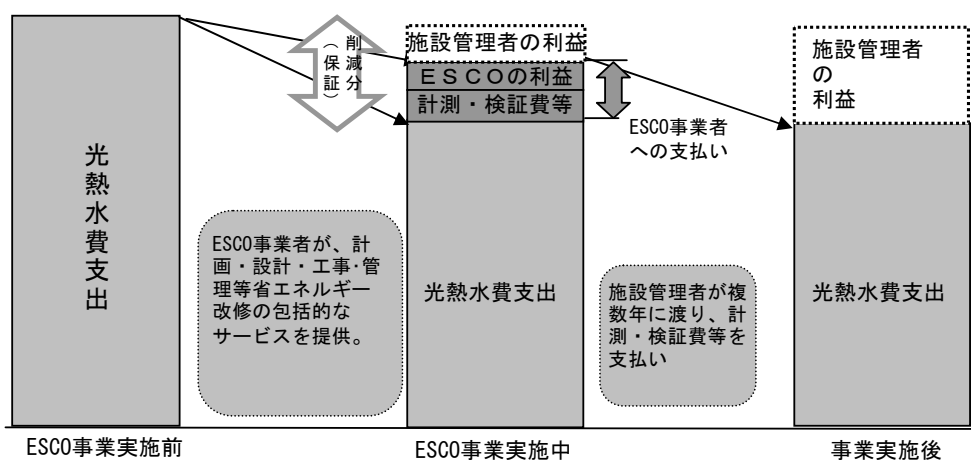 光熱水費支出
削減分
（保証）
ESCO事業者が、計
画・設計・工事・管
理等省エネルギー
改修の包括的な
サービスを提供。
施設管理者の利益
ＥＳＣＯの利益
計測・検証費等
光熱水費支出
ESCO事業者
への支払い
施設管理者が複
数年に渡り、計
測・検証費等を
支払い
施設管理者
の
利益
光熱水費支出
ESCO事業実施前
ESCO事業実施中
事業実施後